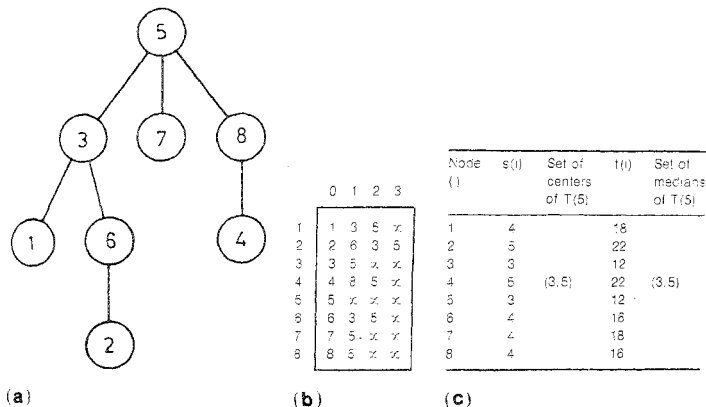 5
3
7
8
1
6
4
2
(a)
0 1 2 3
1 1 3 5 x
2 2 6 3 5
3 3 5 x x
4 4 8 5 x
5 5 x x x
6 6 3 5 x
7 7 5 x x
8 8 5 x x
(b)
Node s(i) Set of t(i) Set of
( ) centers medians
of T(5) of T(5)
1 4 18
2 5 22
3 3 12
4 5 (3,5) 22 (3,5)
5 3 12
6 4 16
7 4 18
8 4 16
(c)